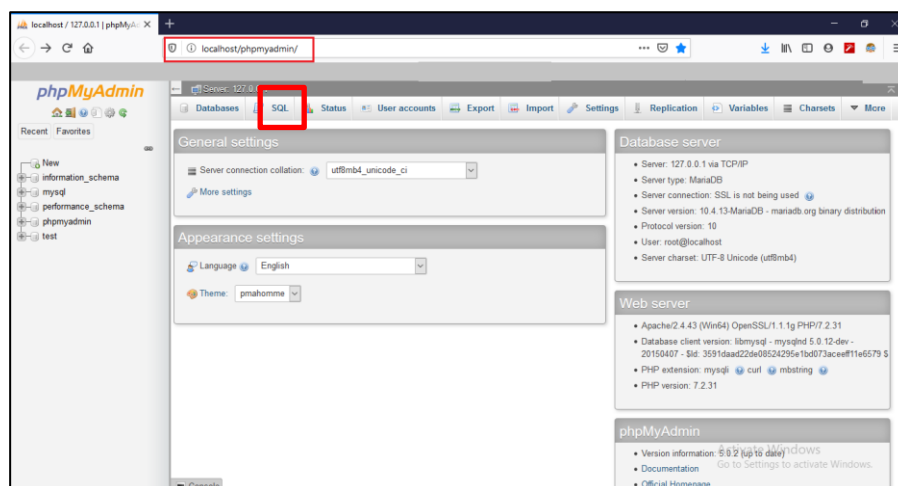 localhost / 127.0.0.1 | phpMyAd
localhost/phpmyadmin/
phpMyAdmin
Recent Favorites
New
information_schema
mysql
performance_schema
phpmyadmin
test
Server: 127.0.0.
Databases SQL Status User accounts Export Import Settings Replication Variables Charsets More
General settings
Server connection collation: utf8mb4_unicode_ci
More settings
Appearance settings
Language English
Theme: pmahomme
Database server
Server: 127.0.0.1 via TCP/IP
Server type: MariaDB
Server connection: SSL is not being used
Server version: 10.4.13-MariaDB - mariadb.org binary distribution
Protocol version: 10
User: root@localhost
Server charset: UTF-8 Unicode (utf8mb4)
Web server
Apache/2.4.43 (Win64) OpenSSL/1.1.1g PHP/7.2.31
Database client version: libmysql - mysqlnd 5.0.12-dev -
20150407 - $Id: 3591daad22de08524295e1bd073aceeff11e6579 $
PHP extension: mysqli curl mbstring
PHP version: 7.2.31
phpMyAdmin
Version information: 5.0.2 (up to date)
Activate Windows
Documentation
Go to Settings to activate Windows.
Official Homepage
Console